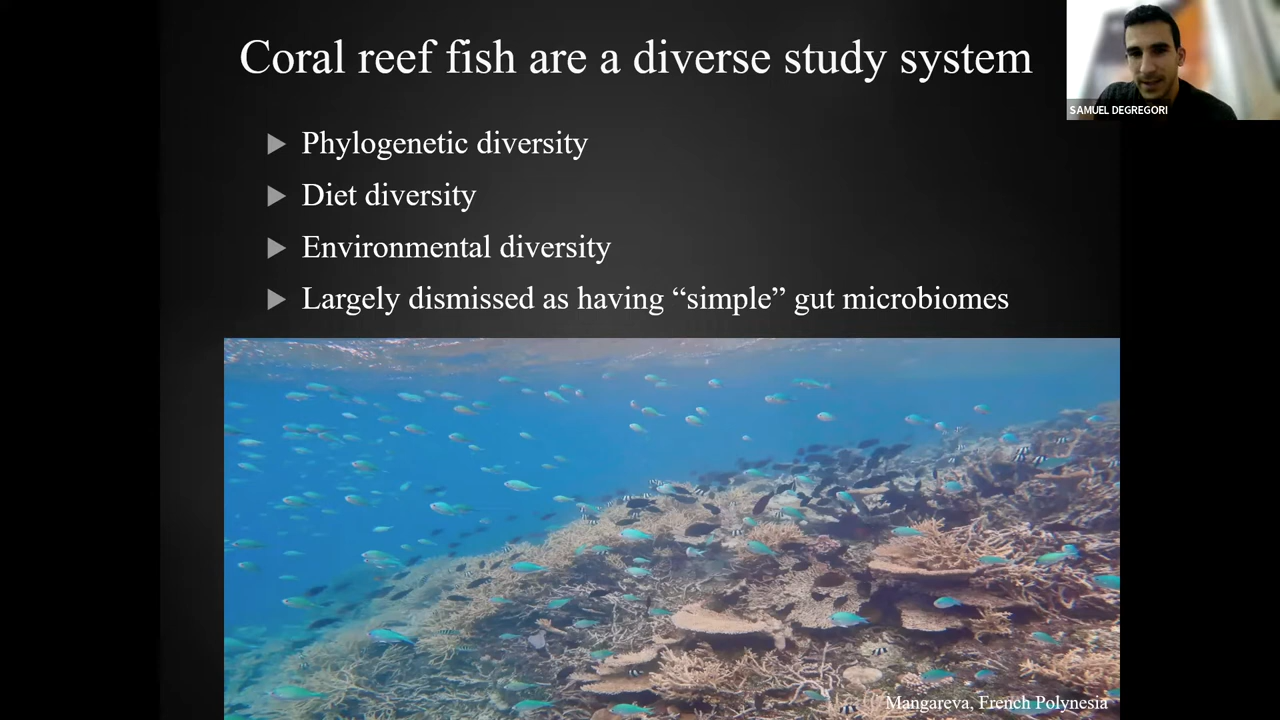 Coral reef fish are a diverse study system
SAMUEL DEGREGORI
Phylogenetic diversity
Diet diversity
Environmental diversity
Largely dismissed as having “simple” gut microbiomes
Mangareva, French Polynesia